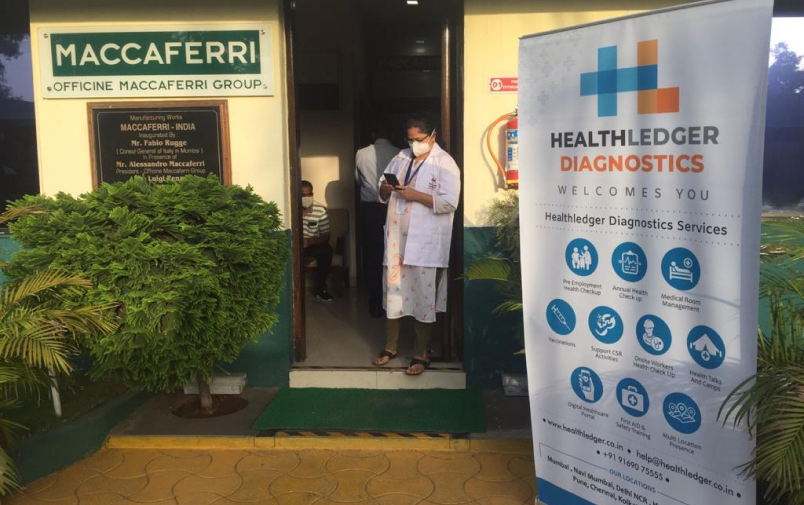 MACCAFERRI
OFFICINE MACCAFERRI GROUP
Manufacturing Works
MACCAFERRI - INDIA
Inaugurated By
Mr. Fabio Rugge
( Consul General of Italy in Mumbai )
in Presence of
Mr. Alessandro Maccaferri
President - Officine Maccaferri Group
01
HEALTHLEDGER
DIAGNOSTICS
WELCOMES YOU
Healthledger Diagnostics Services
Pre Employment
Health Checkup
Annual Health
Check up
Medical Room
Management
Vaccinations
Support CSR
Activities
Onsite Workers
Health Check Up
Health Talks
And Camps
Digital Healthcare
Portal
First AID &
Safety Training
Multi Location
Presence
• www.healthledger.co.in • help@healthledger.co.in •
• +91 91690 75555 •
OUR LOCATIONS
Mumbai, Navi Mumbai, Delhi NCR
Pune, Chennai,